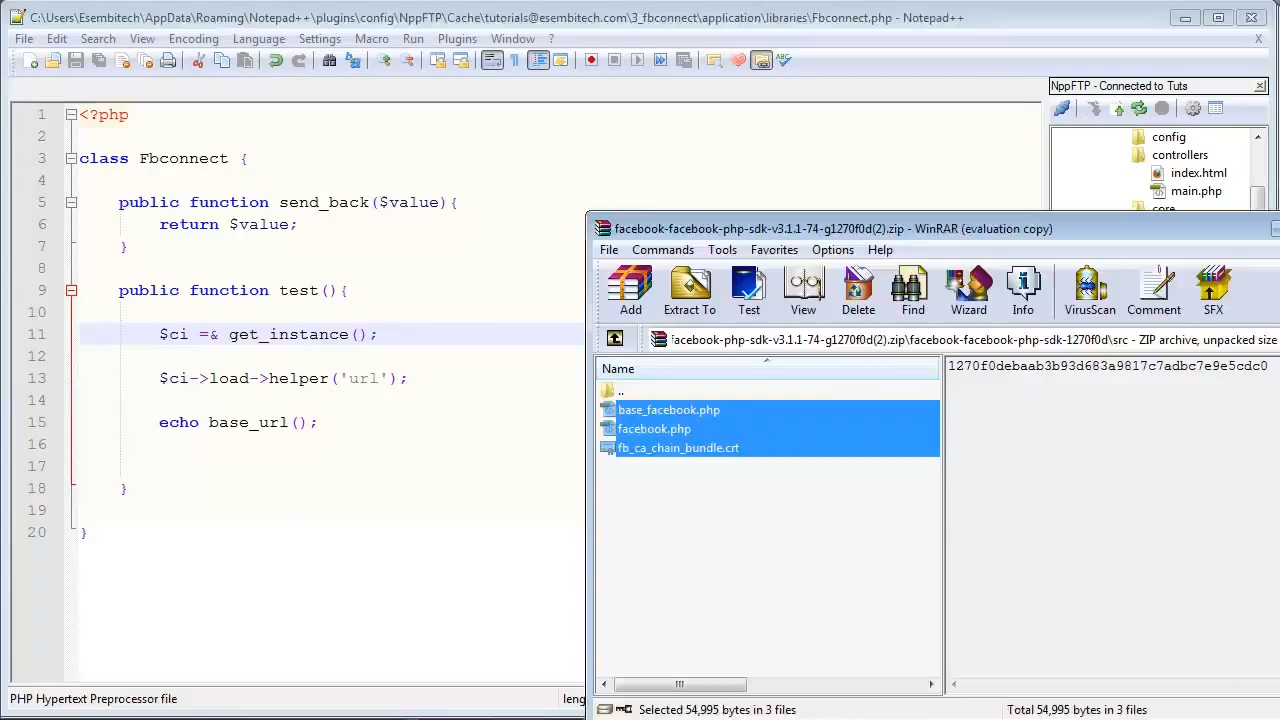 C:\Users\Esembitech\AppData\Roaming\Notepad++\plugins\config\NppFTP\Cache\tutorials@esembitech.com\3_fbconnect\application\libraries\Fbconnect.php - Notepad++
File Edit Search View Encoding Language Settings Macro Run Plugins Window ? X
NppFTP - Connected to Tuts
config
controllers
index.html
main.php
core
1 <?php
2
3 class Fbconnect {
4
5 public function send_back($value){
6 return $value;
7 }
8
9 public function test(){
10
11 $ci =& get_instance();
12
13 $ci->load->helper('url');
14
15 echo base_url();
16
17
18 }
19
20 }
PHP Hypertext Preprocessor file leng
facebook-facebook-php-sdk-v3.1.1-74-g1270f0d(2).zip - WinRAR (evaluation copy)
File Commands Tools Favorites Options Help
Add Extract To Test View Delete Find Wizard Info VirusScan Comment SFX
facebook-php-sdk-v3.1.1-74-g1270f0d(2).zip\facebook-facebook-php-sdk-1270f0d\src - ZIP archive, unpacked size
Name
..
base_facebook.php
facebook.php
fb_ca_chain_bundle.crt
1270f0debaab3b93d683a9817c7adbc7e9e5cdc0
Selected 54,995 bytes in 3 files
Total 54,995 bytes in 3 files